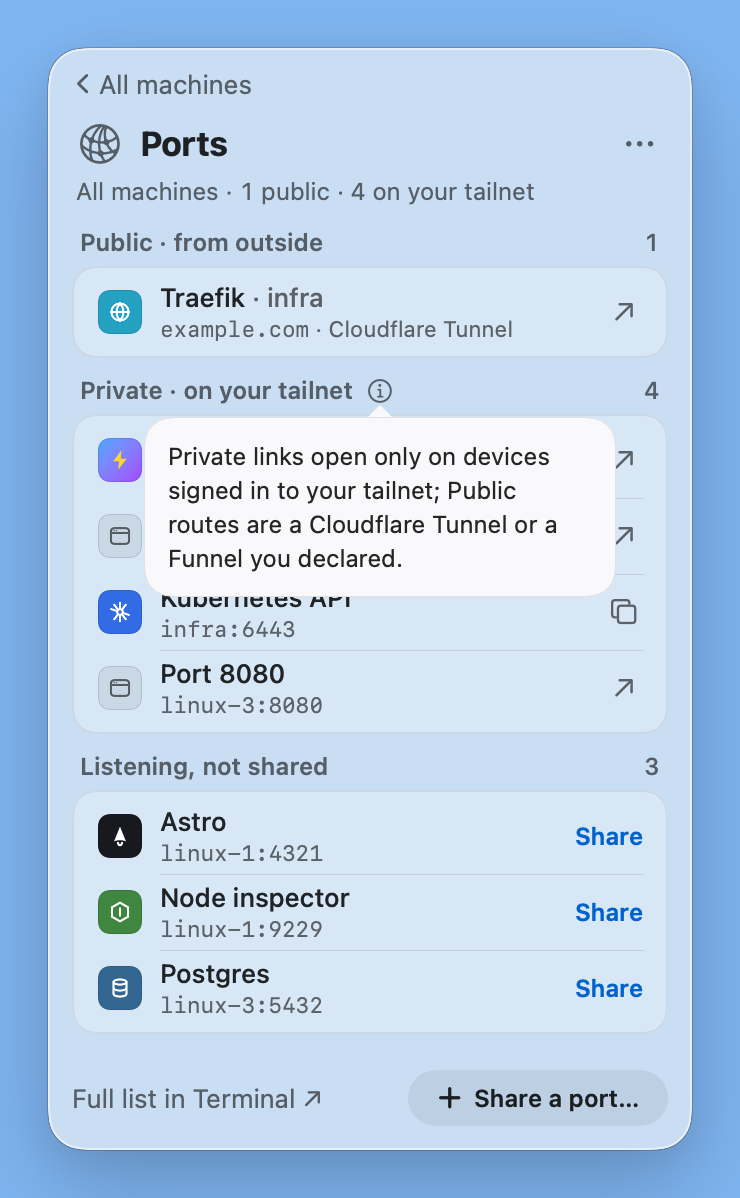 All machines
Ports
All machines · 1 public · 4 on your tailnet
Public · from outside 1
Traefik · infra
example.com · Cloudflare Tunnel
Private · on your tailnet 4
Private links open only on devices
signed in to your tailnet; Public
routes are a Cloudflare Tunnel or a
Funnel you declared.
Kubernetes API
infra:6443
Port 8080
linux-3:8080
Listening, not shared 3
Astro
linux-1:4321
Share
Node inspector
linux-1:9229
Share
Postgres
linux-3:5432
Share
Full list in Terminal
Share a port...